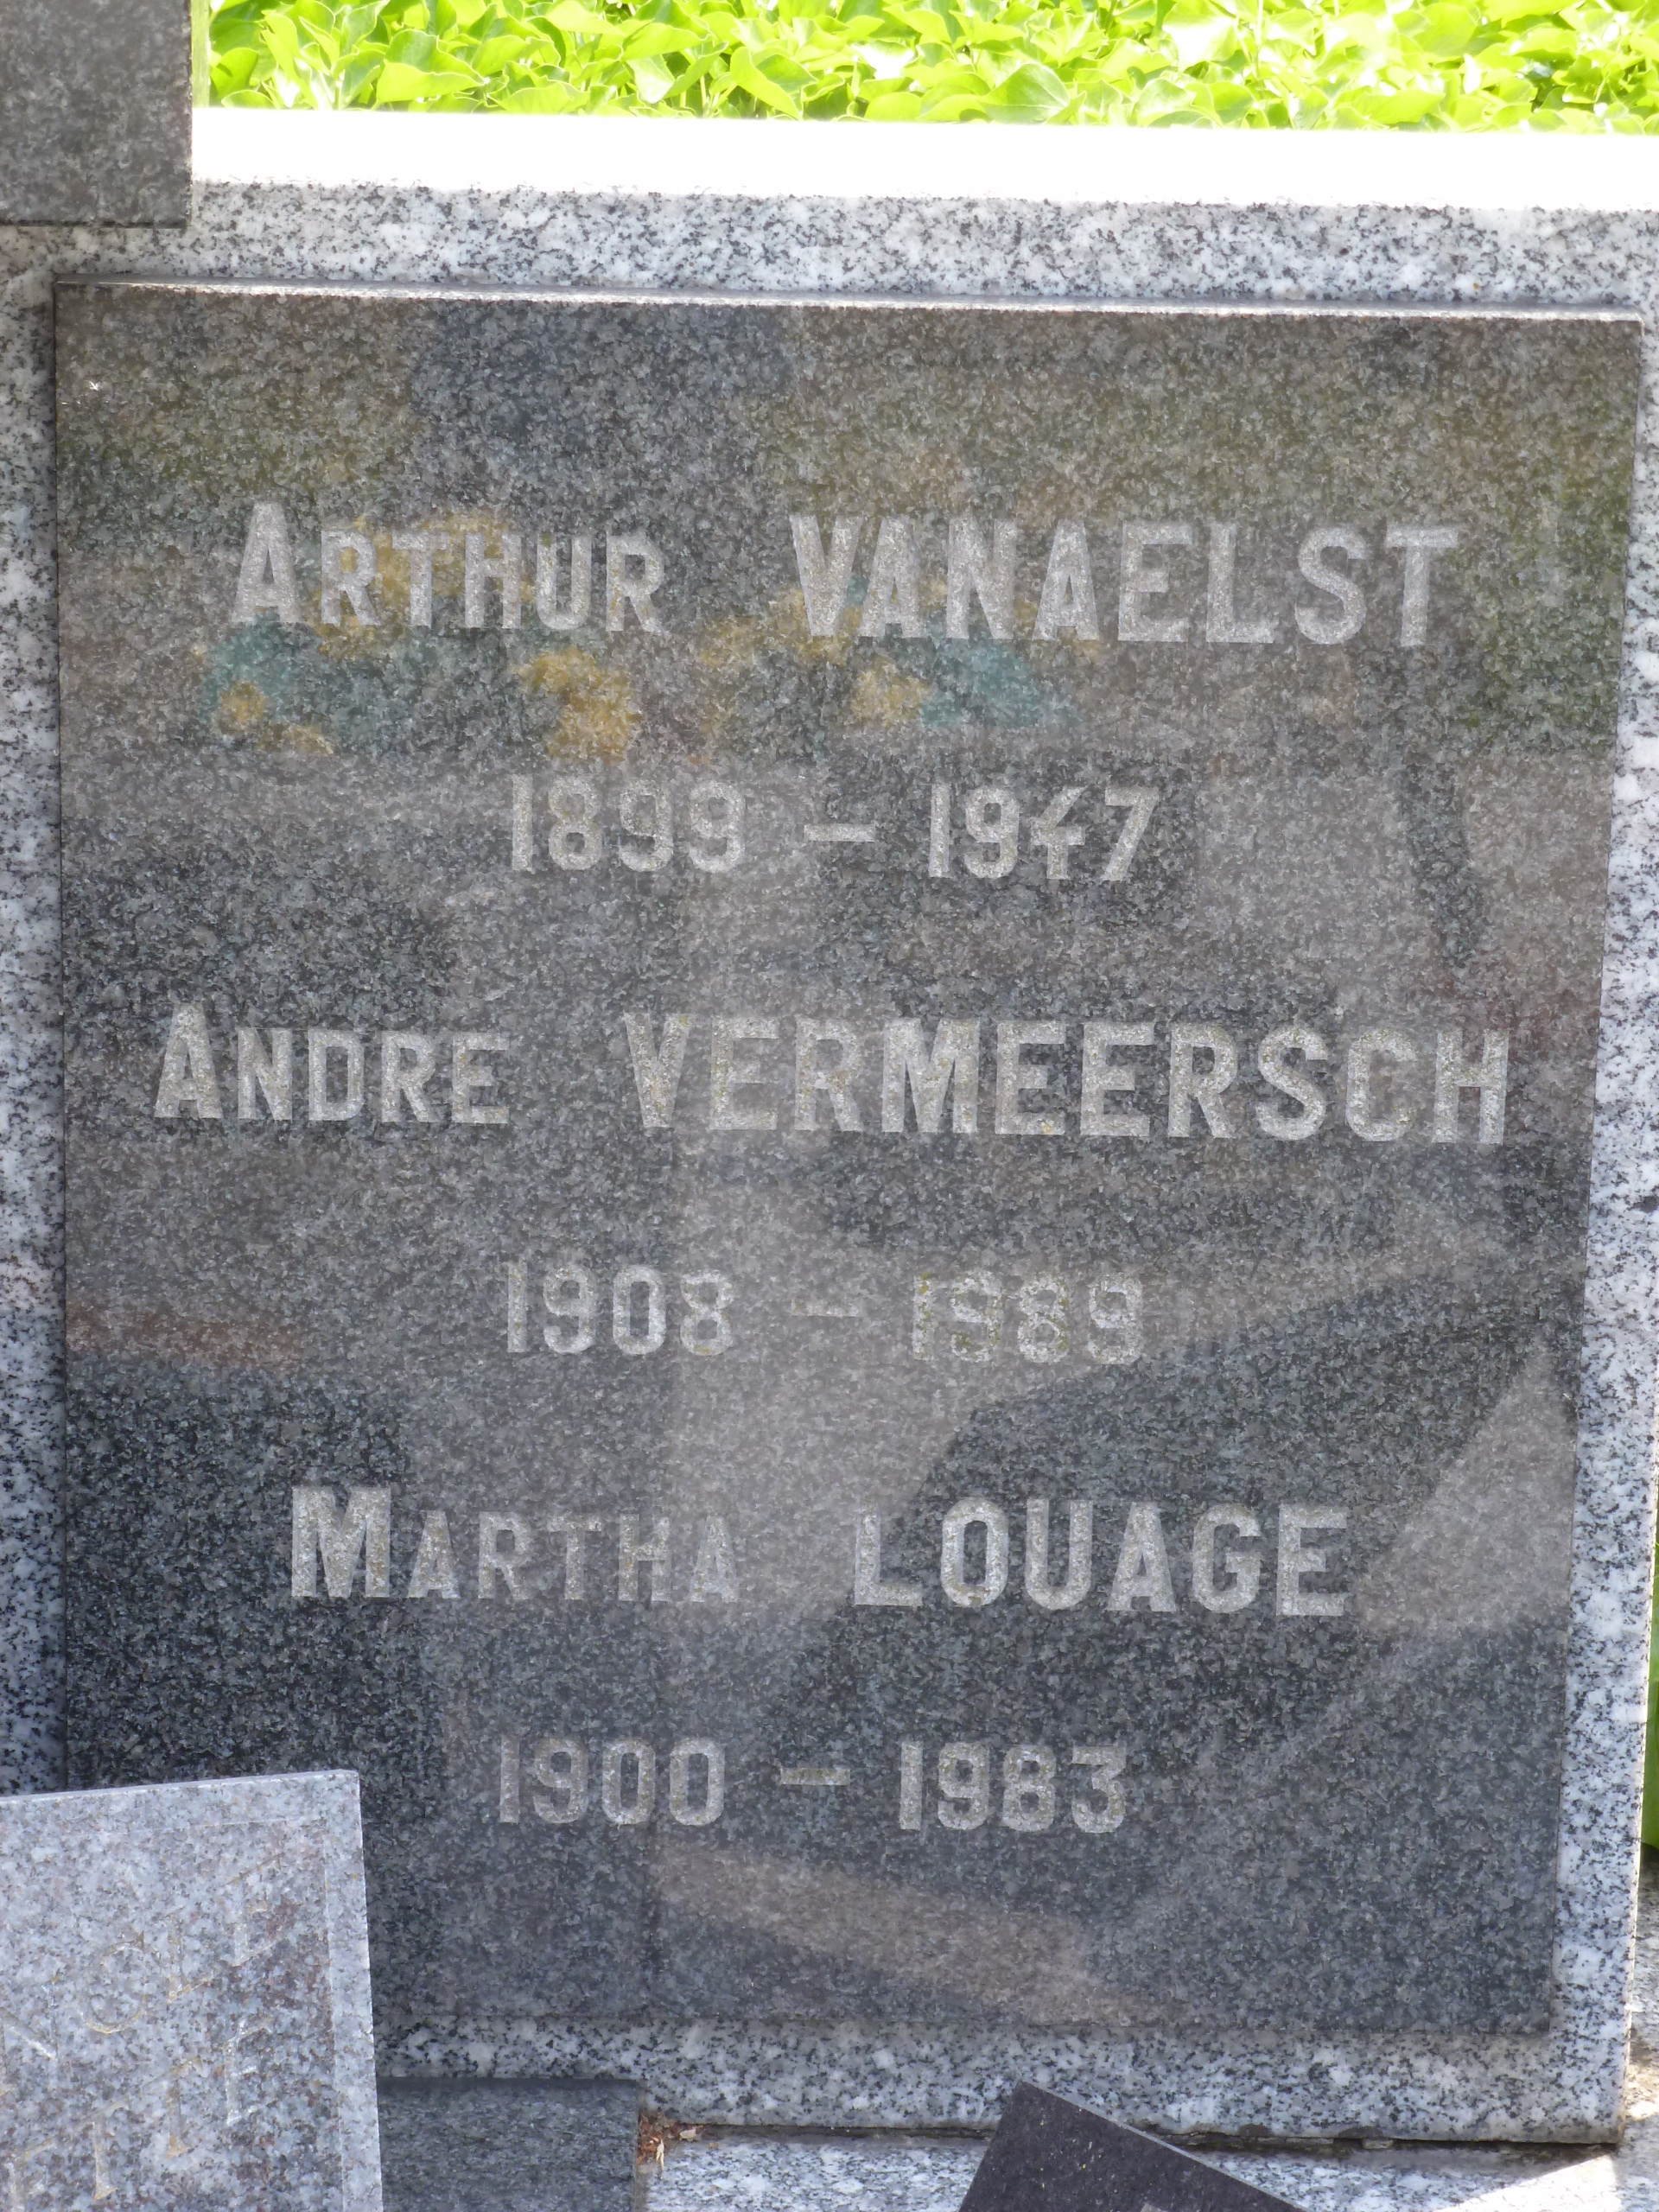 ARTHUR VANAELST
1899 – 1947
ANDRE VERMEERSCH
1908 – 1989
MARTHA LOUAGE
1900 – 1983